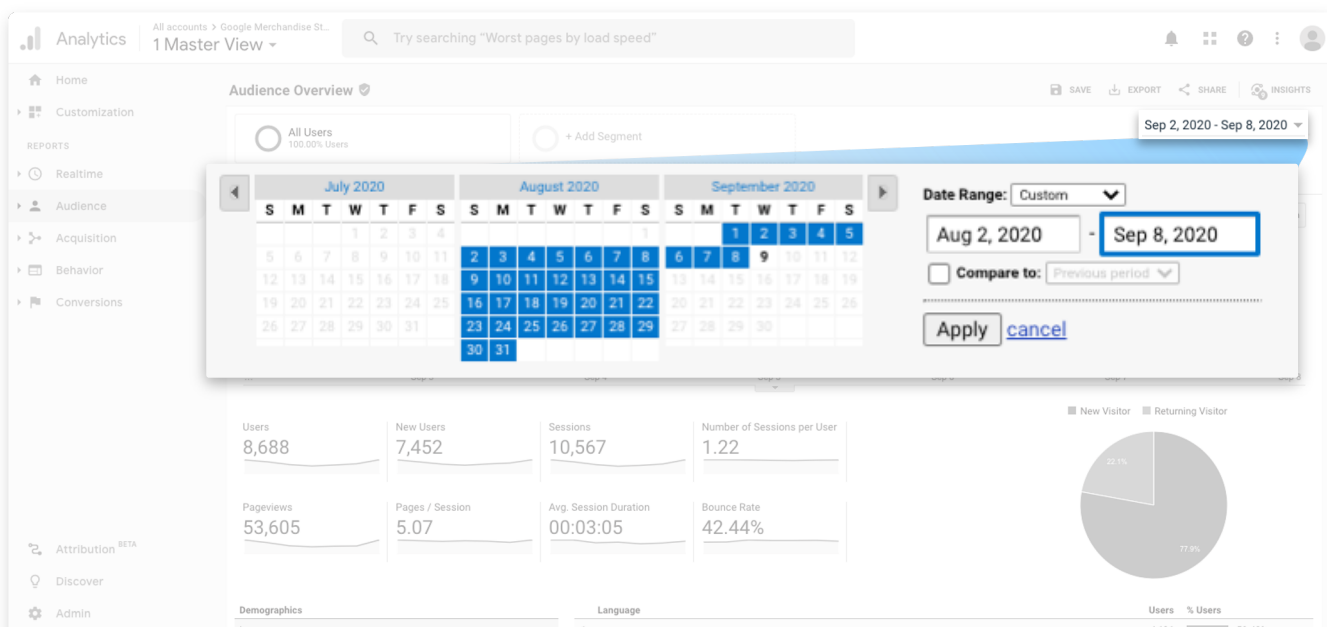 All accounts > Google Merchandise St...
Analytics
1 Master View
Try searching “Worst pages by load speed”
Home
Customization
REPORTS
Realtime
Audience
Acquisition
Behavior
Conversions
Attribution BETA
Discover
Admin
Audience Overview
SAVE
EXPORT
SHARE
INSIGHTS
All Users
100.00% Users
+ Add Segment
Sep 2, 2020 - Sep 8, 2020
July 2020
S M T W T F S
1 2 3 4
5 6 7 8 9 10 11
12 13 14 15 16 17 18
19 20 21 22 23 24 25
26 27 28 29 30 31
August 2020
S M T W T F S
1
2 3 4 5 6 7 8
9 10 11 12 13 14 15
16 17 18 19 20 21 22
23 24 25 26 27 28 29
30 31
September 2020
S M T W T F S
1 2 3 4 5
6 7 8 9 10 11 12
13 14 15 16 17 18 19
20 21 22 23 24 25 26
27 28 29 30
Date Range: Custom
Aug 2, 2020 - Sep 8, 2020
Compare to: Previous period
Apply cancel
New Visitor Returning Visitor
22.1%
77.9%
Users
8,688
New Users
7,452
Sessions
10,567
Number of Sessions per User
1.22
Pageviews
53,605
Pages / Session
5.07
Avg. Session Duration
00:03:05
Bounce Rate
42.44%
Demographics
Language
Users % Users